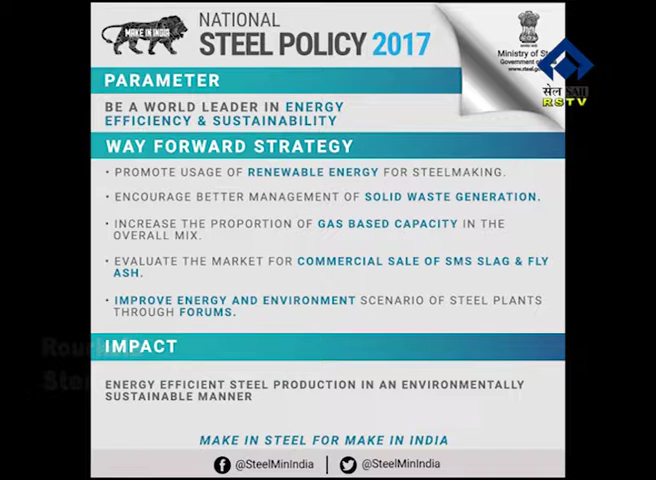 MAKE IN INDIA
NATIONAL
STEEL POLICY 2017
Ministry of
Government of
www.steel.go
सेल SAIL
RSTV
PARAMETER
BE A WORLD LEADER IN ENERGY
EFFICIENCY & SUSTAINABILITY
WAY FORWARD STRATEGY
• PROMOTE USAGE OF RENEWABLE ENERGY FOR STEELMAKING.
• ENCOURAGE BETTER MANAGEMENT OF SOLID WASTE GENERATION.
• INCREASE THE PROPORTION OF GAS BASED CAPACITY IN THE
OVERALL MIX.
• EVALUATE THE MARKET FOR COMMERCIAL SALE OF SMS SLAG & FLY
ASH.
• IMPROVE ENERGY AND ENVIRONMENT SCENARIO OF STEEL PLANTS
THROUGH FORUMS.
IMPACT
ENERGY EFFICIENT STEEL PRODUCTION IN AN ENVIRONMENTALLY
SUSTAINABLE MANNER
MAKE IN STEEL FOR MAKE IN INDIA
@SteelMinIndia @SteelMinIndia